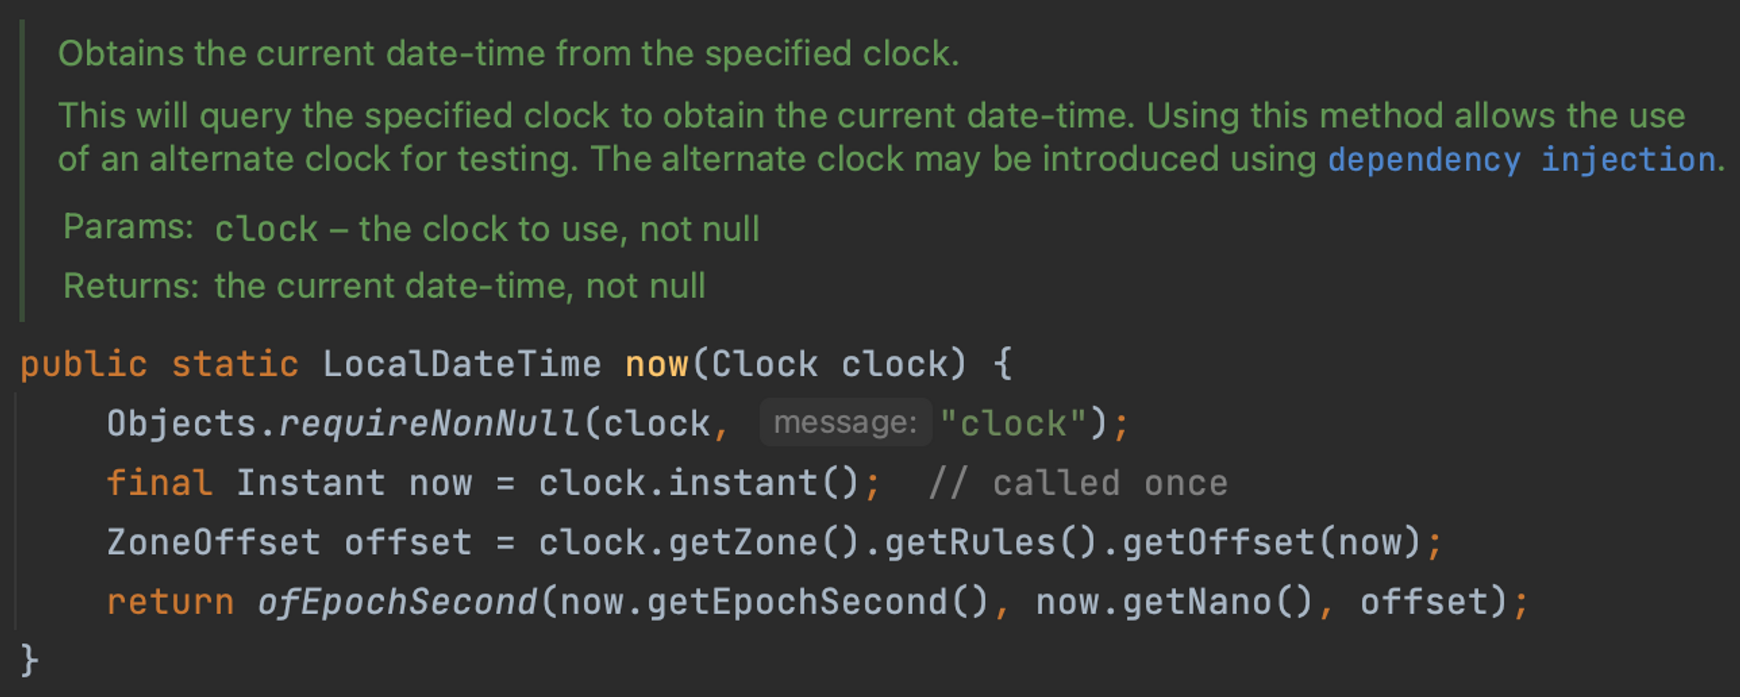 Obtains the current date-time from the specified clock.
This will query the specified clock to obtain the current date-time. Using this method allows the use
of an alternate clock for testing. The alternate clock may be introduced using dependency injection.
Params: clock – the clock to use, not null
Returns: the current date-time, not null
public static LocalDateTime now(Clock clock) {
    Objects.requireNonNull(clock, message: "clock");
    final Instant now = clock.instant();  // called once
    ZoneOffset offset = clock.getZone().getRules().getOffset(now);
    return ofEpochSecond(now.getEpochSecond(), now.getNano(), offset);
}